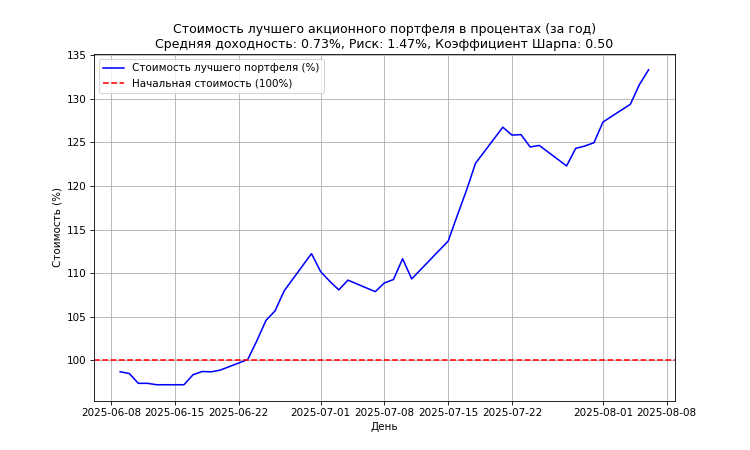 Стоимость лучшего акционного портфеля в процентах (за год)
Средняя доходность: 0.73%, Риск: 1.47%, Коэффициент Шарпа: 0.50
Стоимость лучшего портфеля (%)
Начальная стоимость (100%)
Стоимость (%)
135
130
125
120
115
110
105
100
2025-06-08 2025-06-15 2025-06-22 2025-07-01 2025-07-08 2025-07-15 2025-07-22 2025-08-01 2025-08-08
День